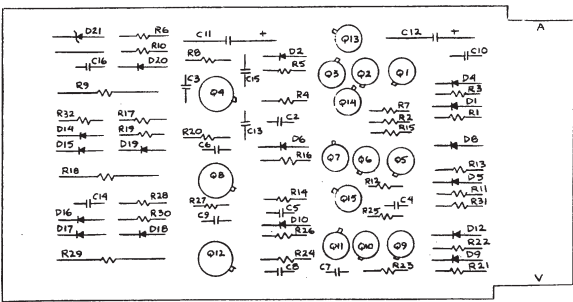 D21 R6 C11 + Q13 C12 + A
R10 R8 D2 C10
C16 D20 C3 C15 R5 Q3 Q2 Q1
R9 Q4 R4 Q14 D4
R3
R7 D1
R32 R17 C13 C2 R2 R1
D14 R19 R20 R15
D15 D19 C6 D6 D8
R16 Q7 Q6 Q5
R18 Q8 R12 R13
D5
C14 R28 R27 R14 Q15 C4 R11
D16 R30 C9 C5 R25 R31
D17 D18 D10
R26 Q11 Q10 Q9 D12
R22
R29 Q12 R24 D9
C8 C7 R23 R21 V